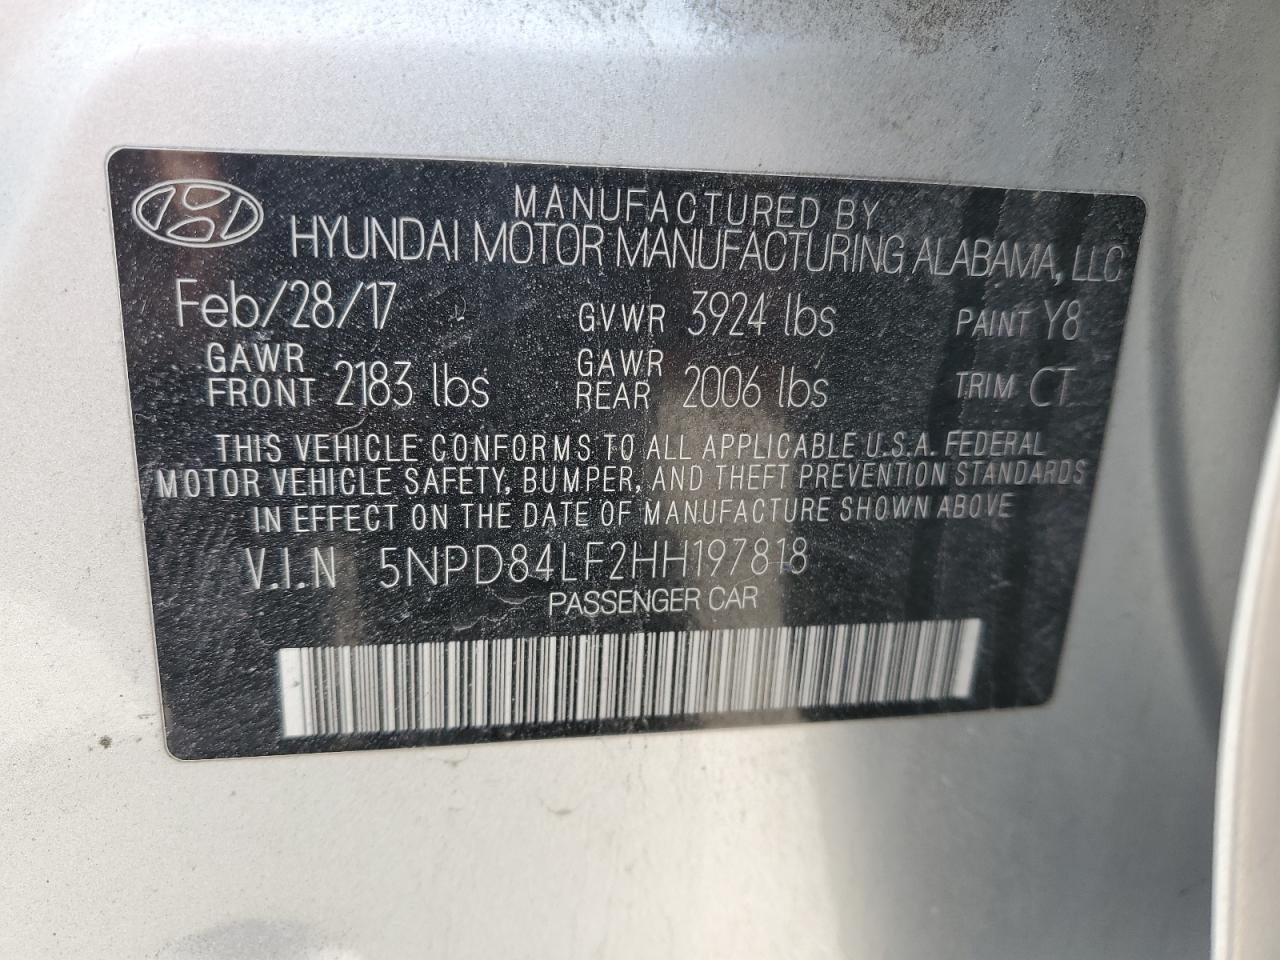 MANUFACTURED BY
HYUNDAI MOTOR MANUFACTURING ALABAMA, LLC
Feb/28/17 GVWR 3924 lbs PAINT Y8
GAWR FRONT 2183 lbs GAWR REAR 2006 lbs TRIM CT
THIS VEHICLE CONFORMS TO ALL APPLICABLE U.S.A. FEDERAL
MOTOR VEHICLE SAFETY, BUMPER, AND THEFT PREVENTION STANDARDS
IN EFFECT ON THE DATE OF MANUFACTURE SHOWN ABOVE
V.I.N 5NPD84LF2HH197818
PASSENGER CAR